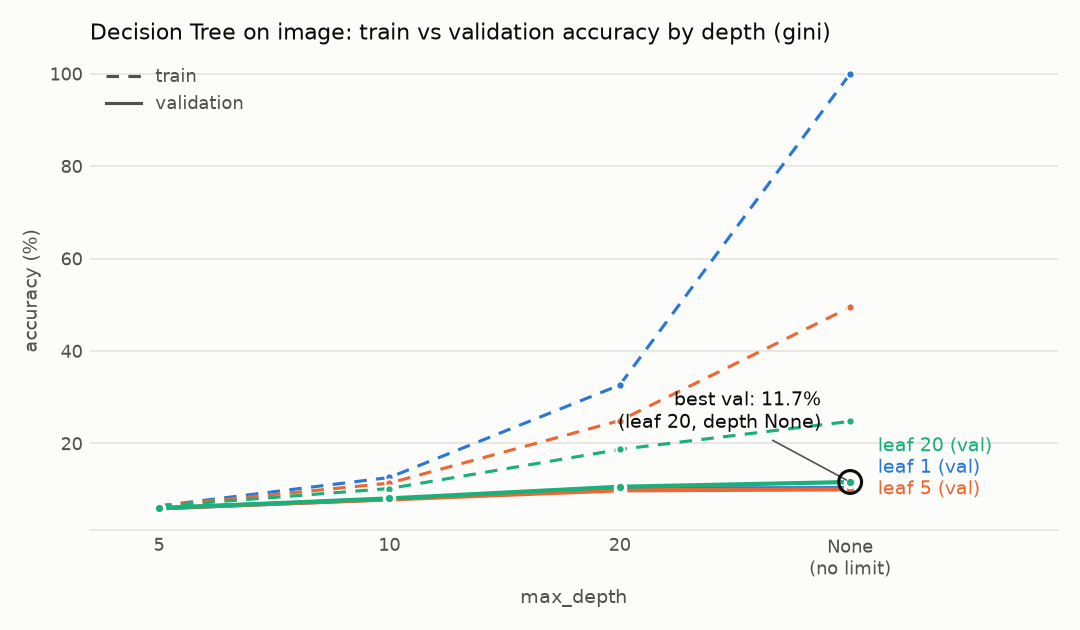 Decision Tree on image: train vs validation accuracy by depth (gini)
train
validation
accuracy (%)
100
80
60
40
20
best val: 11.7%
(leaf 20, depth None)
leaf 20 (val)
leaf 1 (val)
leaf 5 (val)
5
10
20
None
(no limit)
max_depth